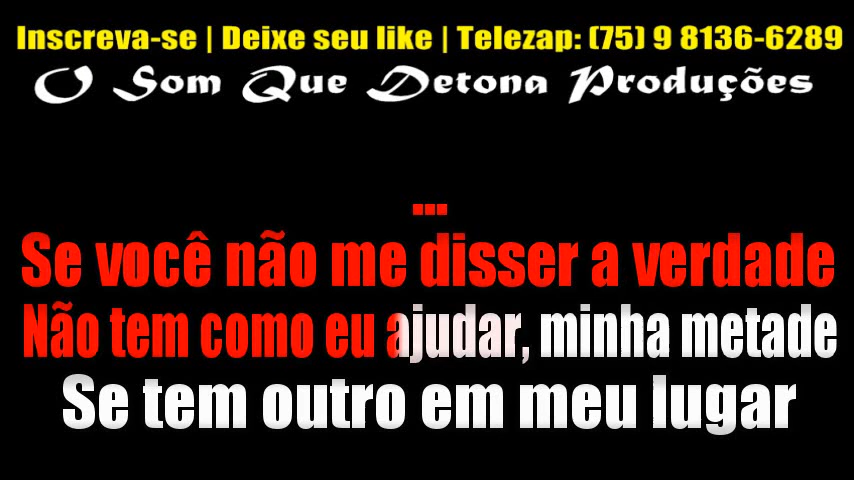 Inscreva-se | Deixe seu like | Telezap: (75) 9 8136-6289
O Som Que Detona Produções
...
Se você não me disser a verdade
Não tem como eu ajudar, minha metade
Se tem outro em meu lugar